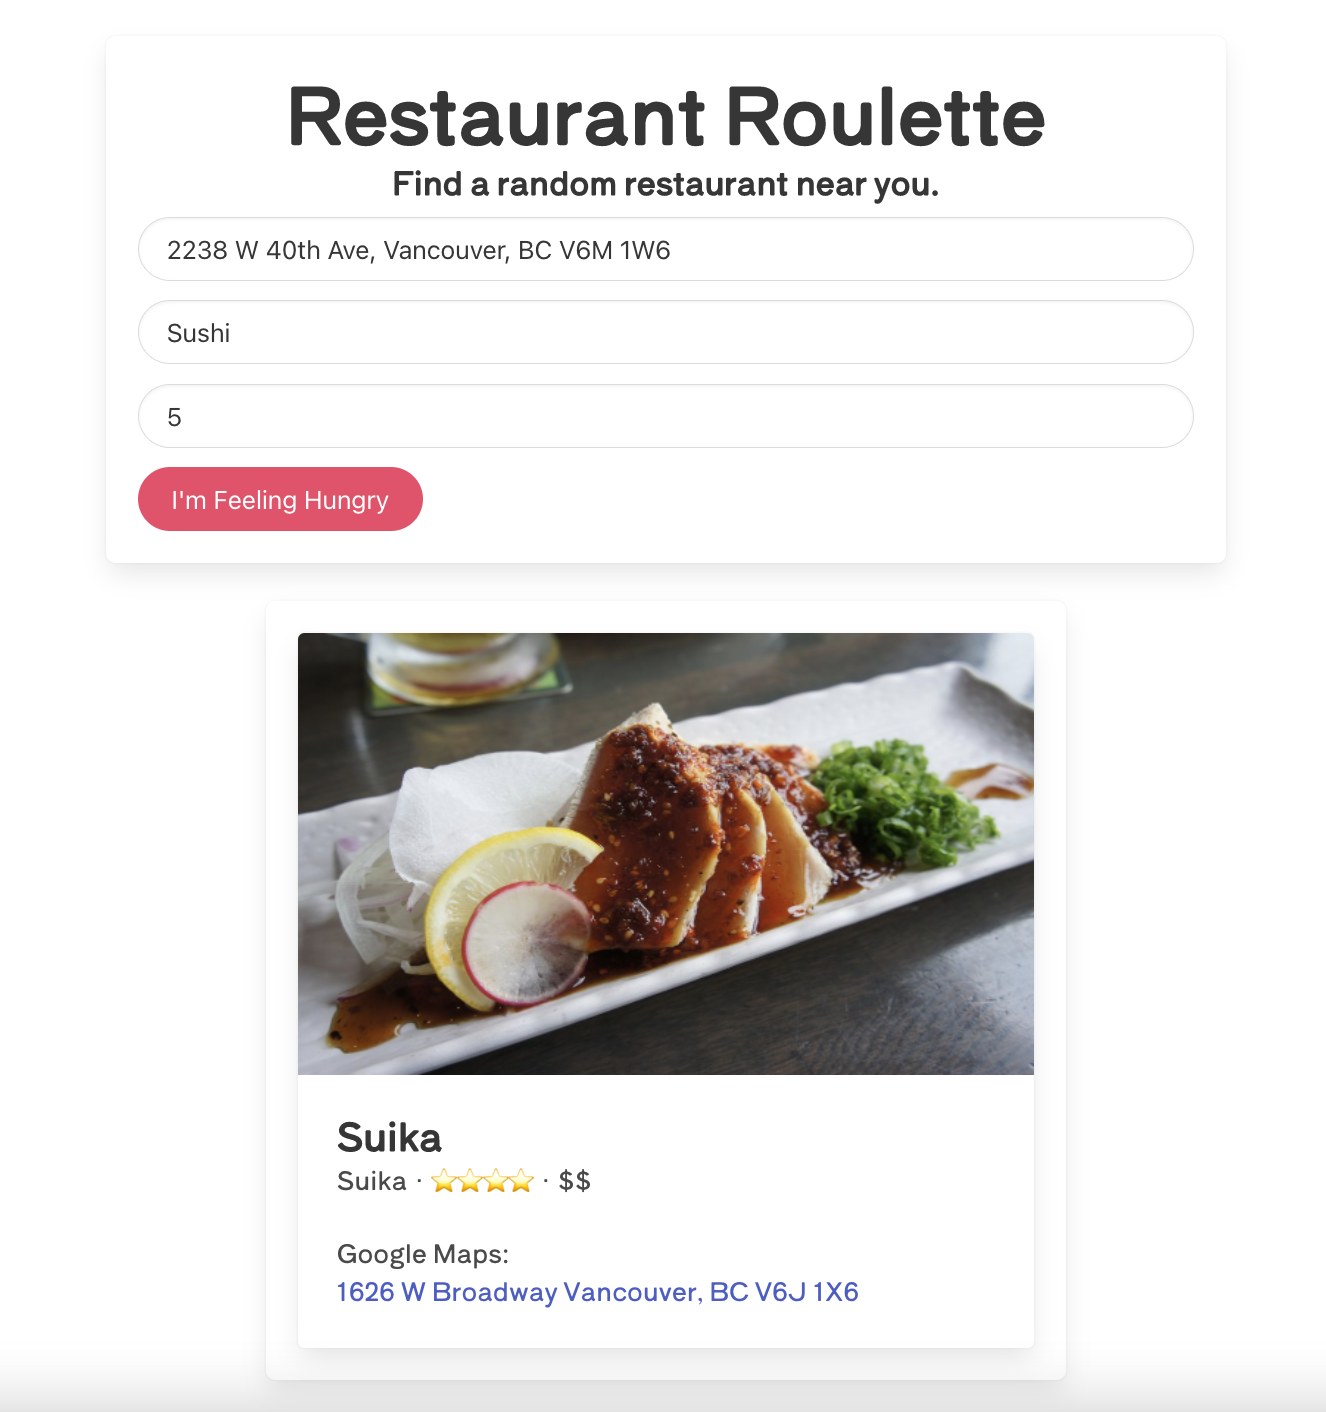 Restaurant Roulette
Find a random restaurant near you.
2238 W 40th Ave, Vancouver, BC V6M 1W6
Sushi
5
I'm Feeling Hungry
Suika
Suika · ⭐⭐⭐⭐ · $$
Google Maps:
1626 W Broadway Vancouver, BC V6J 1X6